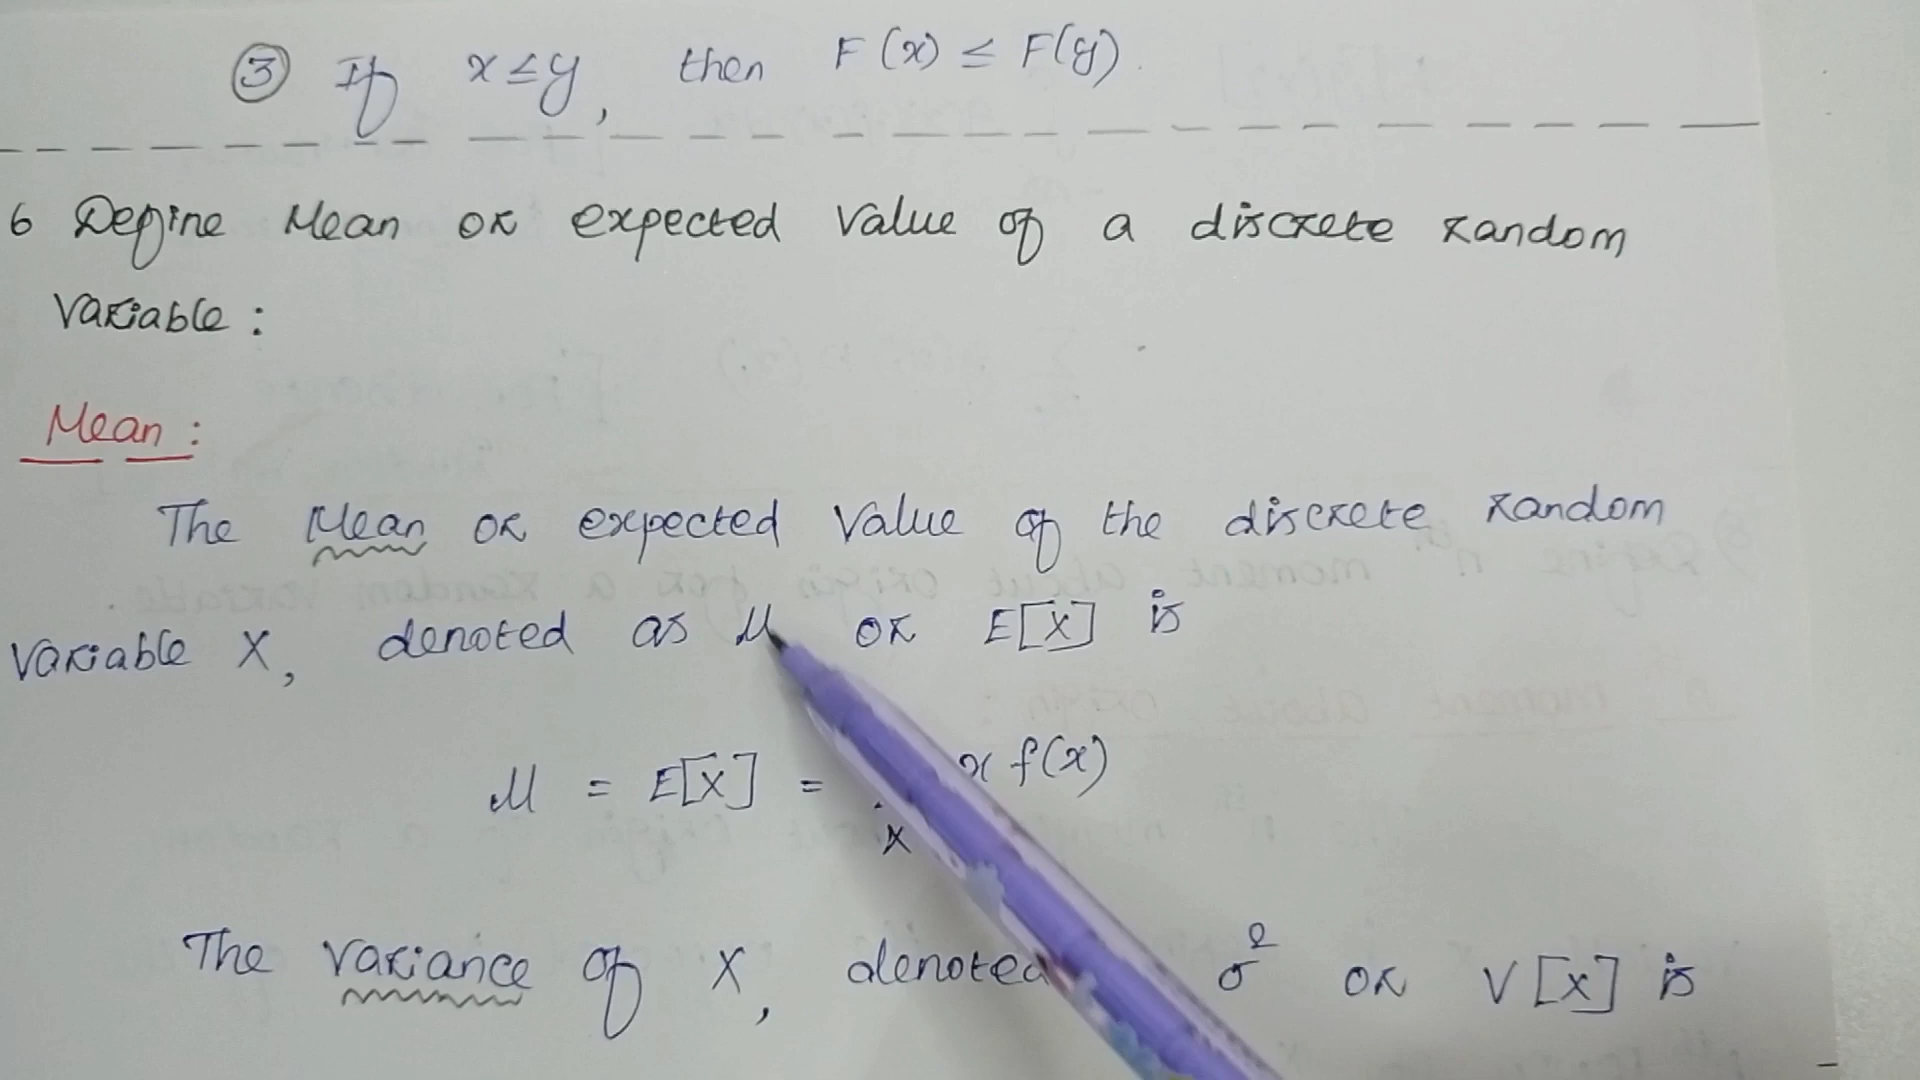 ③ If x ≤ y, then F(x) ≤ F(y).
6 Define Mean or expected value of a discrete random
variable :
Mean :
The Mean or expected value of the discrete random
variable X, denoted as μ or E[X] is
μ = E[X] = x f(x)
x
The variance of X, denoted σ² or V[X] is